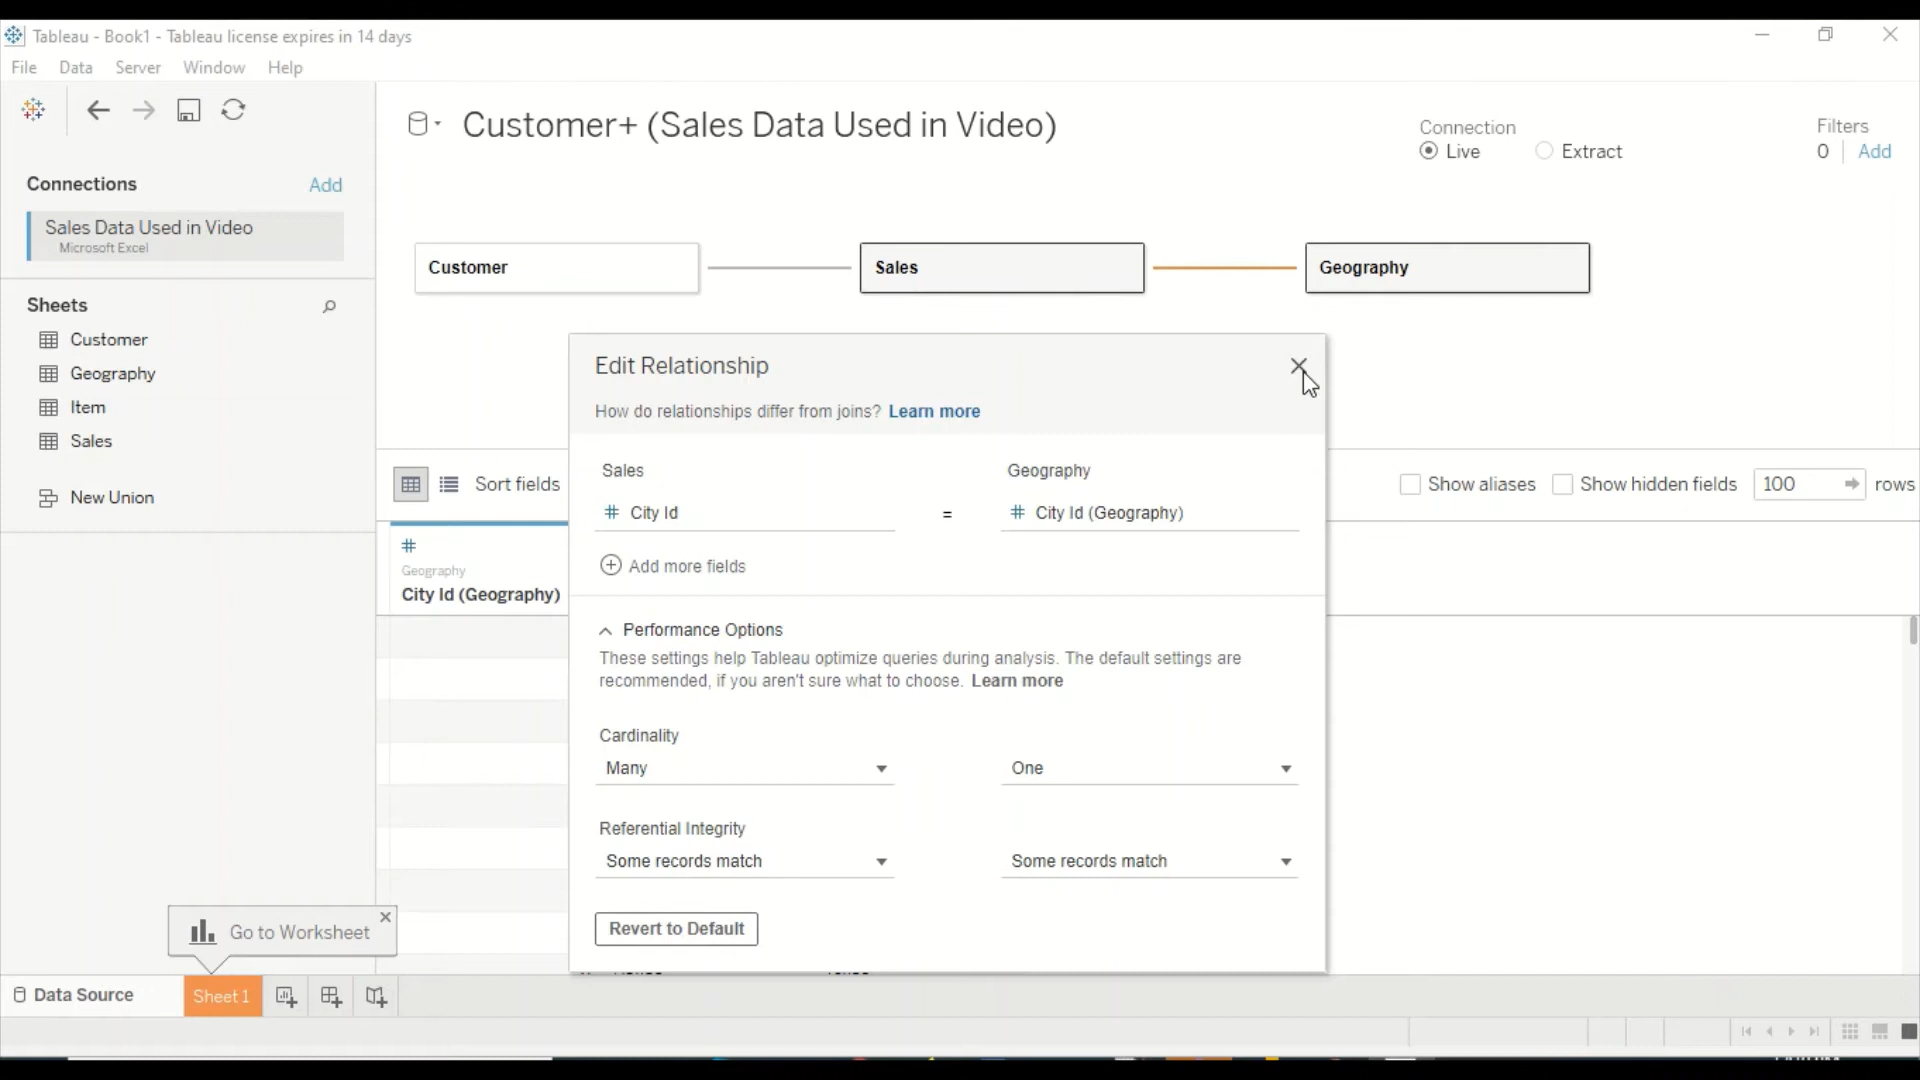 Tableau - Book1 - Tableau license expires in 14 days
File Data Server Window Help
Customer+ (Sales Data Used in Video)
Connection
Live Extract
Filters
0 Add
Connections Add
Sales Data Used in Video
Microsoft Excel
Customer Sales Geography
Sheets
Customer
Geography
Item
Sales
New Union
Edit Relationship
How do relationships differ from joins? Learn more
Sales Geography
# City Id = # City Id (Geography)
Add more fields
Performance Options
These settings help Tableau optimize queries during analysis. The default settings are
recommended, if you aren't sure what to choose. Learn more
Cardinality
Many One
Referential Integrity
Some records match Some records match
Revert to Default
Sort fields
Show aliases Show hidden fields 100 rows
#
Geography
City Id (Geography)
Go to Worksheet
Data Source Sheet 1